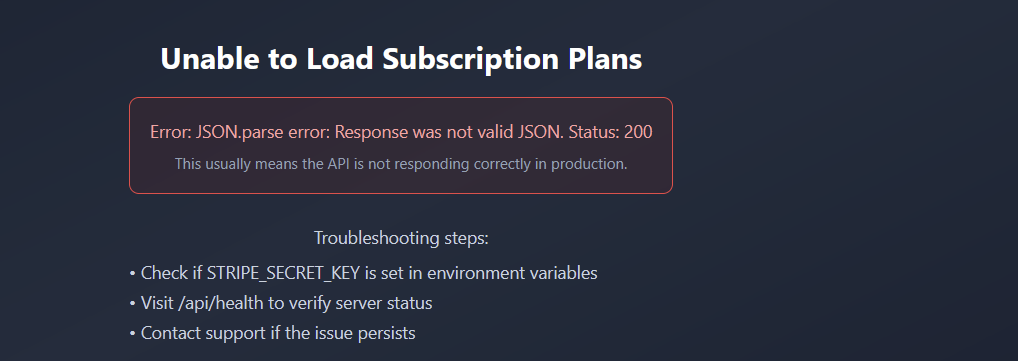 Unable to Load Subscription Plans
Error: JSON.parse error: Response was not valid JSON. Status: 200
This usually means the API is not responding correctly in production.
Troubleshooting steps:
• Check if STRIPE_SECRET_KEY is set in environment variables
• Visit /api/health to verify server status
• Contact support if the issue persists